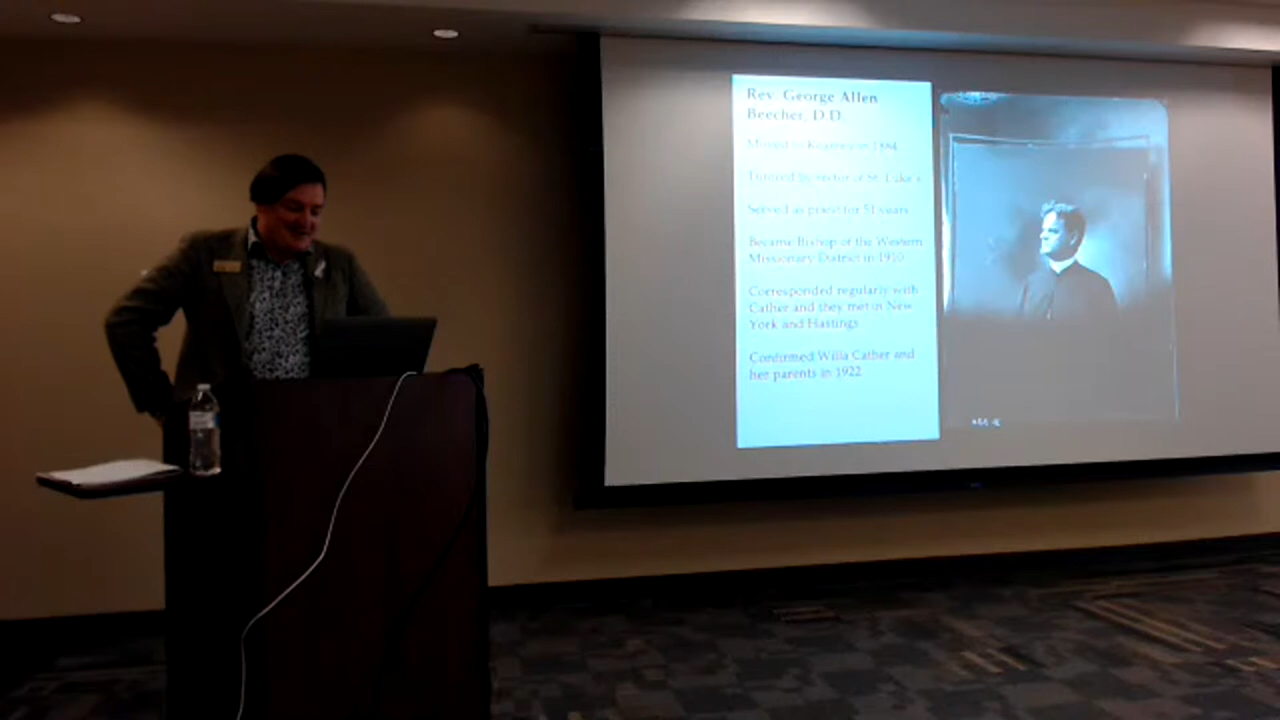 Rev. George Allen
Beecher, D.D.
Moved to Kearney in 1884
Tutored by rector of St. Luke's
Served as priest for 51 years
Became Bishop of the Western
Missionary District in 1910
Corresponded regularly with
Cather and they met in New
York and Hastings
Confirmed Willa Cather and
her parents in 1922